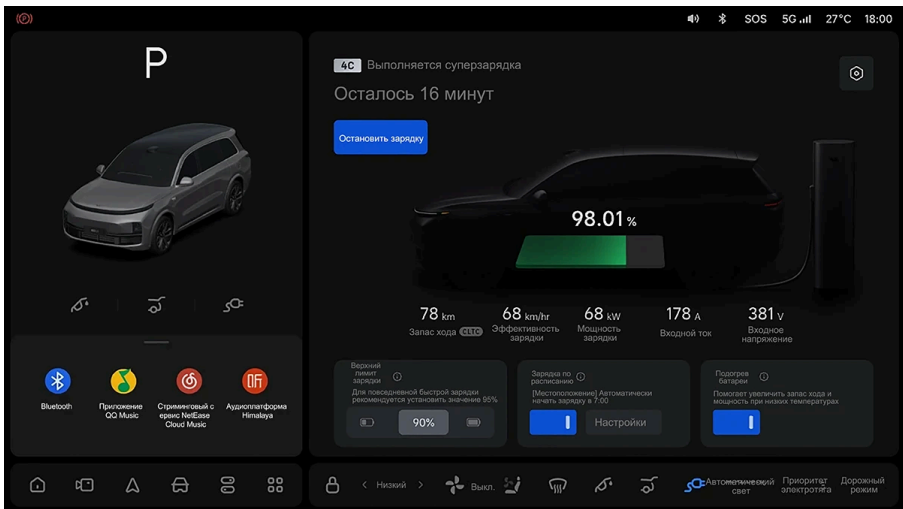 (P)
SOS
5G
27°C
18:00
P
4C Выполняется суперзарядка
Осталось 16 минут
Остановить зарядку
98.01 %
78 km
Запас хода CLTC
68 km/hr
Эффективность
зарядки
68 kW
Мощность
зарядки
178 A
Входной ток
381 V
Входное
напряжение
Bluetooth
Приложение
QQ Music
Стриминговый с
ервис NetEase
Cloud Music
Аудиоплатформа
Himalaya
Верхний
лимит
зарядки
Для повседневной быстрой зарядки
рекомендуется установить значение 95%
90%
Зарядка по
расписанию
[Местоположение] Автоматически
начать зарядку в 7:00
Настройки
Подогрев
батареи
Помогает увеличить запас хода и
мощность при низких температурах
< Низкий >
Выкл.
Автоматический
свет
Приоритет
электротяга
Дорожный
режим